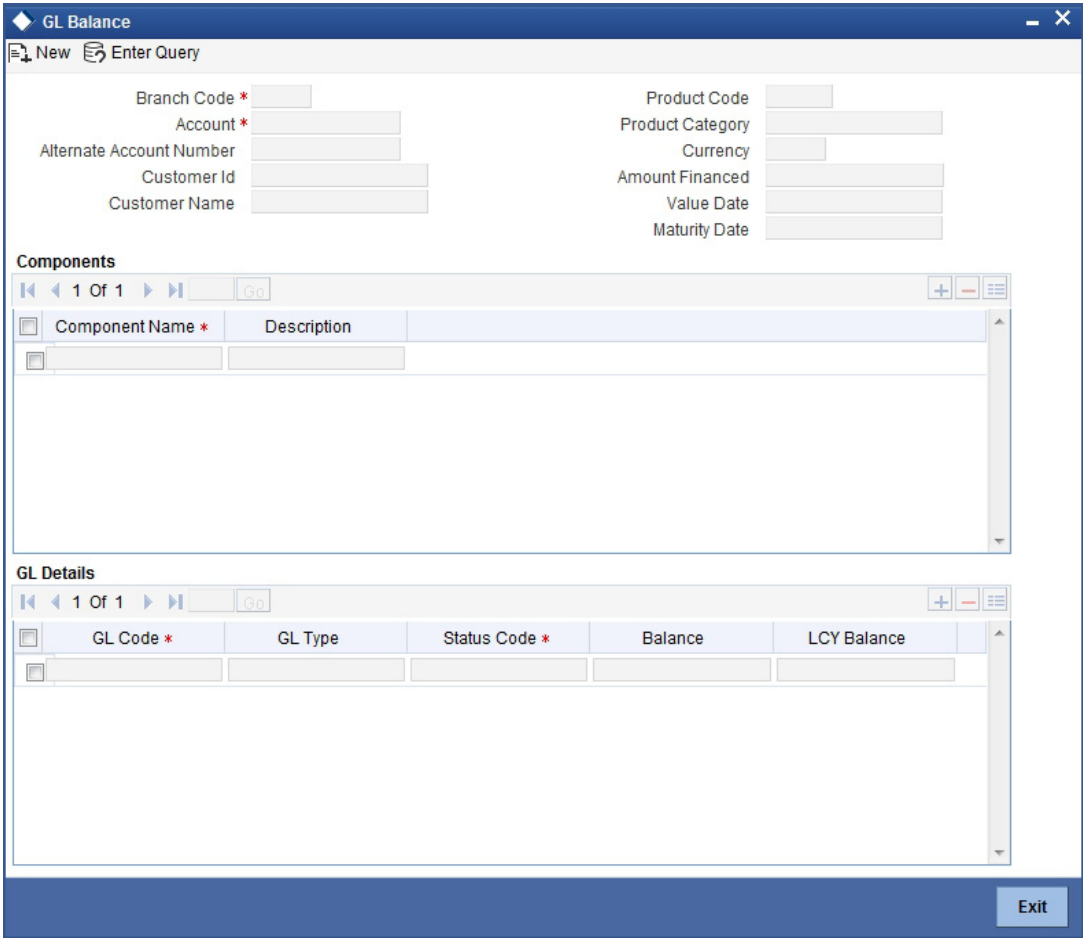 GL Balance
New Enter Query
Branch Code *
Account *
Alternate Account Number
Customer Id
Customer Name
Product Code
Product Category
Currency
Amount Financed
Value Date
Maturity Date
Components
1 Of 1 Go
Component Name * Description
GL Details
1 Of 1 Go
GL Code * GL Type Status Code * Balance LCY Balance
Exit